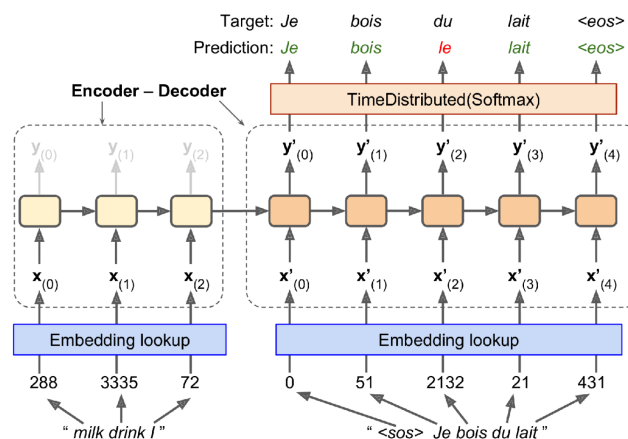 Target: Je bois du lait <eos>
Prediction: Je bois le lait <eos>
Encoder – Decoder
TimeDistributed(Softmax)
y(0) y(1) y(2) y'(0) y'(1) y'(2) y'(3) y'(4)
x(0) x(1) x(2) x'(0) x'(1) x'(2) x'(3) x'(4)
Embedding lookup Embedding lookup
288 3335 72 0 51 2132 21 431
“ milk drink I ” “ <sos> Je bois du lait ”